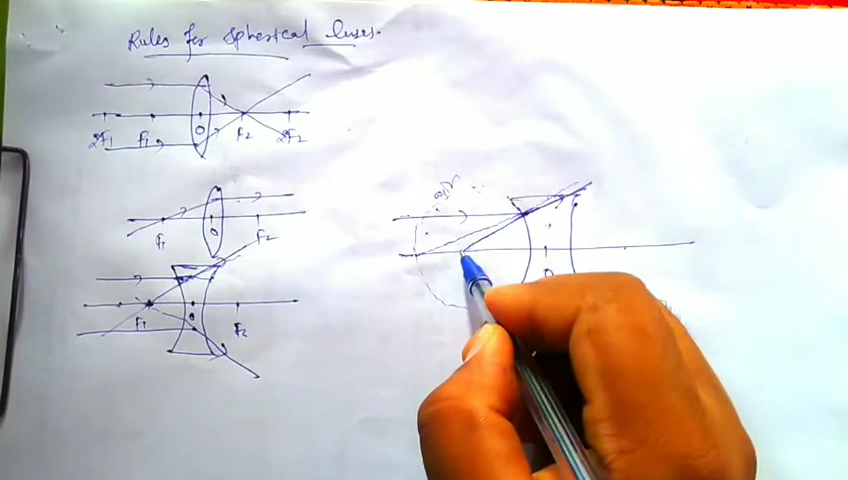 Rules for Spherical lenses.
2F1 F1 O F2 2F2
F1 O F2
F1 O F2
O